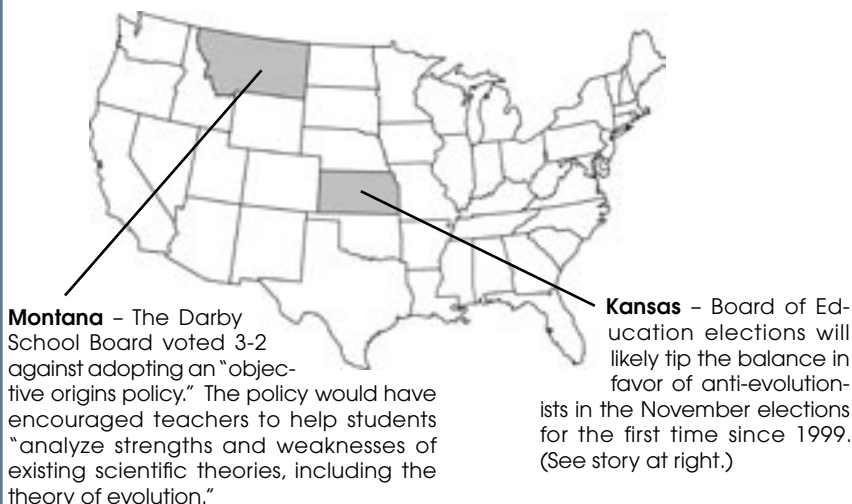 Montana – The Darby
School Board voted 3-2
against adopting an “objec-
tive origins policy.” The policy would have
encouraged teachers to help students
“analyze strengths and weaknesses of
existing scientific theories, including the
theory of evolution.”
Kansas – Board of Ed-
ucation elections will
likely tip the balance in
favor of anti-evolution-
ists in the November elections
for the first time since 1999.
(See story at right.)